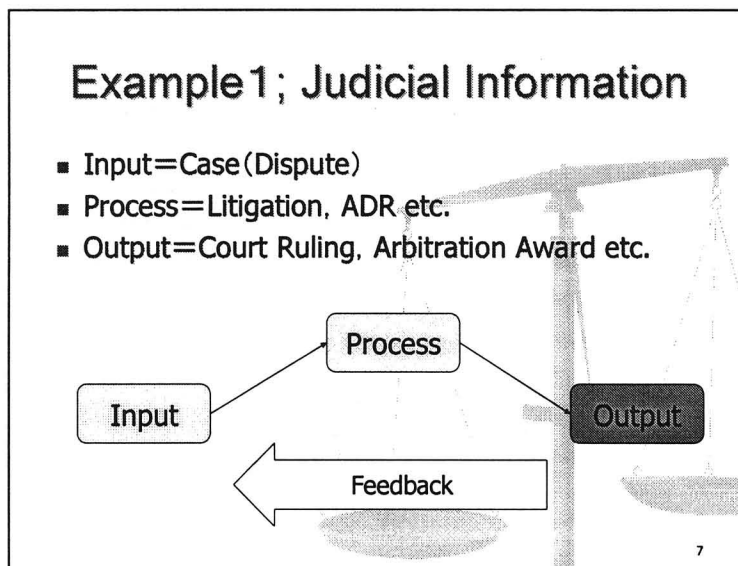 Example1; Judicial Information
■ Input＝Case(Dispute)
■ Process＝Litigation, ADR etc.
■ Output＝Court Ruling, Arbitration Award etc.
Process
Input
Output
Feedback
7